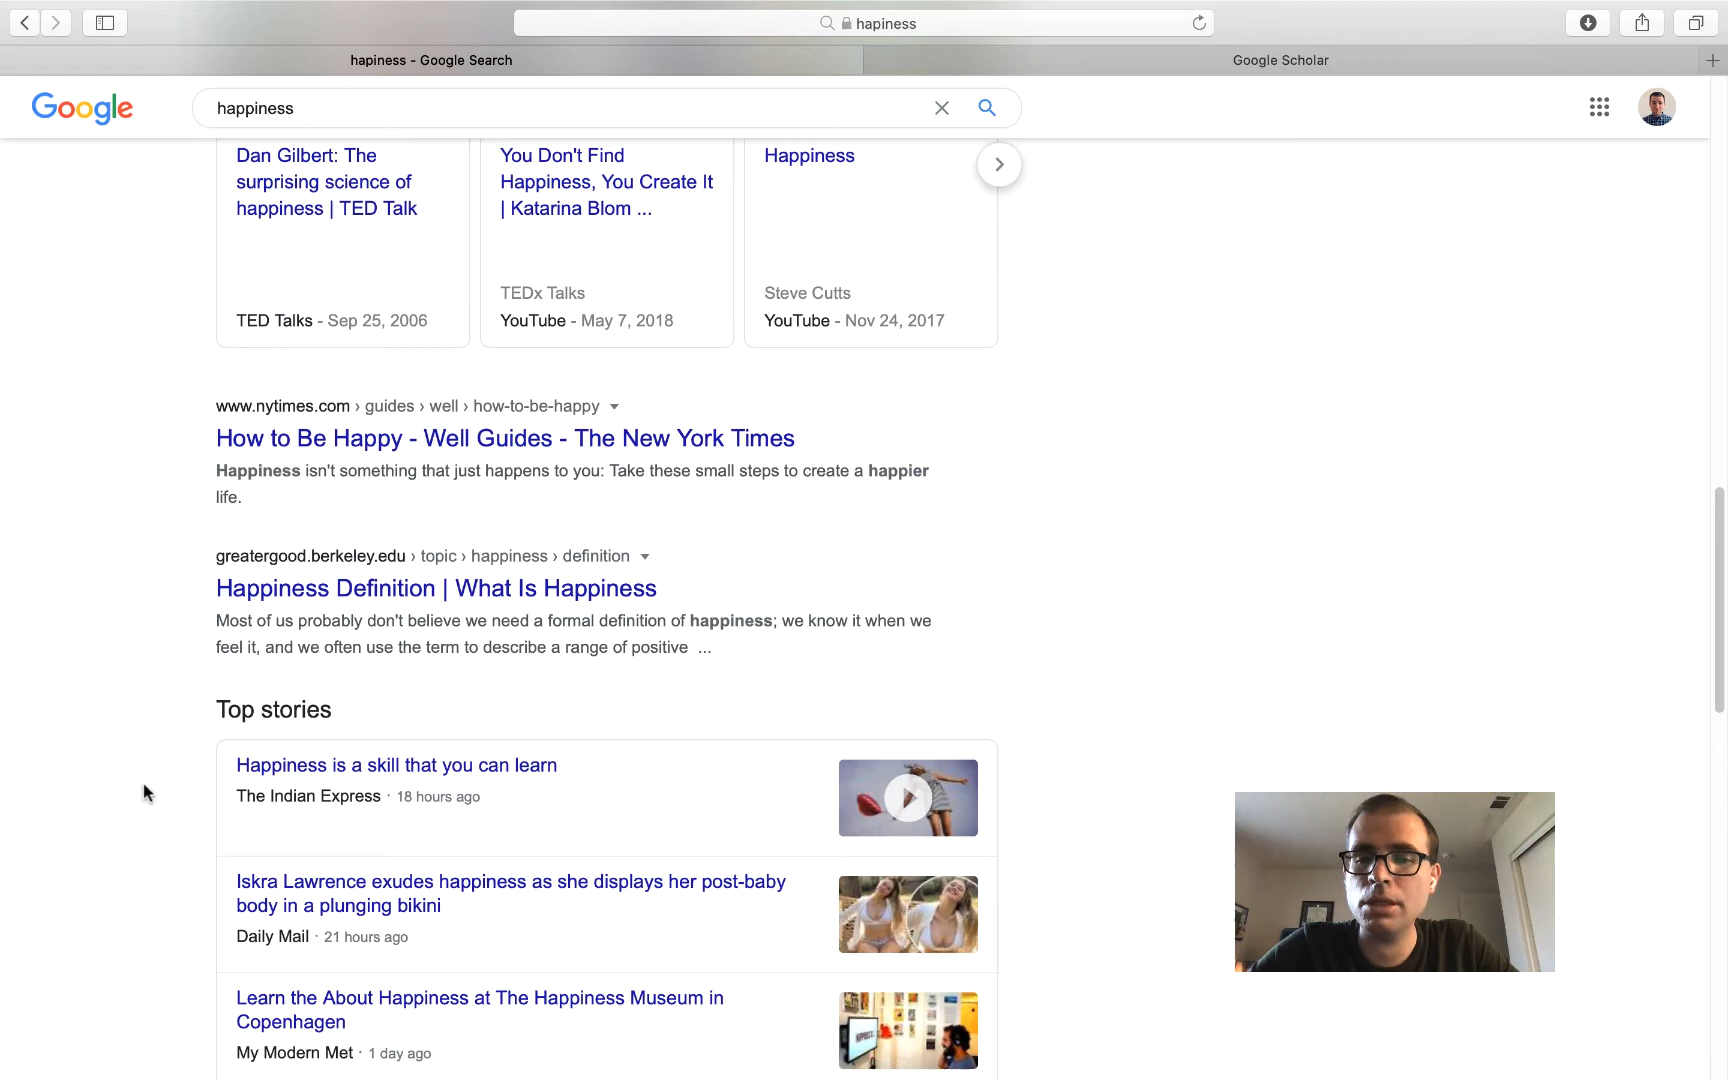 hapiness
hapiness - Google Search
Google Scholar
Google
happiness
Dan Gilbert: The
surprising science of
happiness | TED Talk
TED Talks - Sep 25, 2006
You Don't Find
Happiness, You Create It
| Katarina Blom ...
TEDx Talks
YouTube - May 7, 2018
Happiness
Steve Cutts
YouTube - Nov 24, 2017
www.nytimes.com › guides › well › how-to-be-happy
How to Be Happy - Well Guides - The New York Times
Happiness isn't something that just happens to you: Take these small steps to create a happier
life.
greatergood.berkeley.edu › topic › happiness › definition
Happiness Definition | What Is Happiness
Most of us probably don't believe we need a formal definition of happiness; we know it when we
feel it, and we often use the term to describe a range of positive ...
Top stories
Happiness is a skill that you can learn
The Indian Express · 18 hours ago
Iskra Lawrence exudes happiness as she displays her post-baby
body in a plunging bikini
Daily Mail · 21 hours ago
Learn the About Happiness at The Happiness Museum in
Copenhagen
My Modern Met · 1 day ago